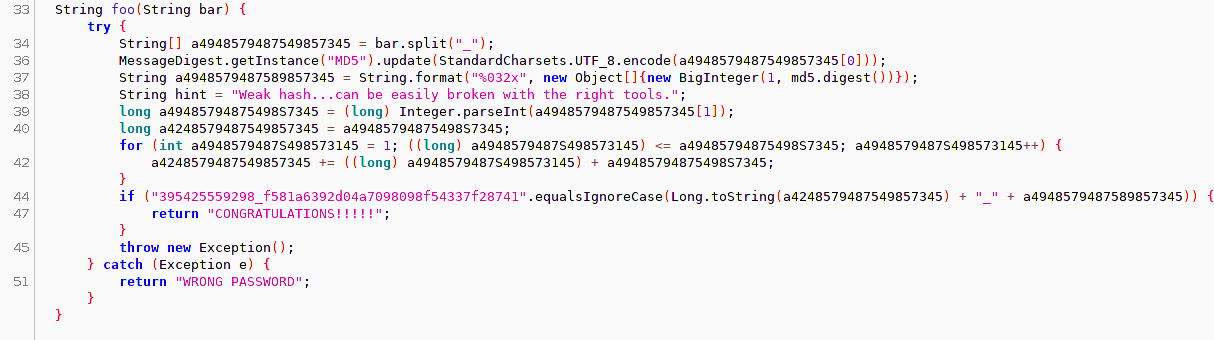 33 String foo(String bar) {
try {
34 String[] a4948579487549857345 = bar.split("_");
36 MessageDigest.getInstance("MD5").update(StandardCharsets.UTF_8.encode(a4948579487549857345[0]));
37 String a4948579487589857345 = String.format("%032x", new Object[]{new BigInteger(1, md5.digest())});
38 String hint = "Weak hash...can be easily broken with the right tools.";
39 long a49485794875498S7345 = (long) Integer.parseInt(a4948579487549857345[1]);
40 long a4248579487549857345 = a49485794875498S7345;
for (int a4948579487S498573145 = 1; ((long) a4948579487S498573145) <= a49485794875498S7345; a4948579487S498573145++) {
42 a4248579487549857345 += ((long) a4948579487S498573145) + a49485794875498S7345;
}
44 if ("395425559298_f581a6392d04a7098098f54337f28741".equalsIgnoreCase(Long.toString(a4248579487549857345) + "_" + a4948579487589857345)) {
47 return "CONGRATULATIONS!!!!!";
}
45 throw new Exception();
} catch (Exception e) {
51 return "WRONG PASSWORD";
}
}